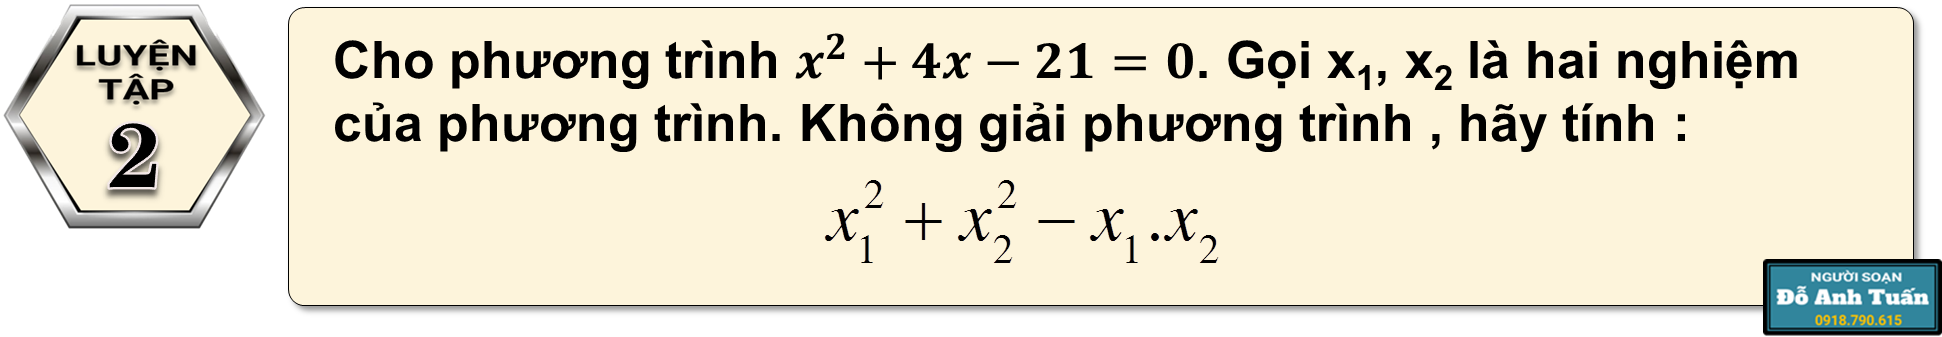 LUYỆN
TẬP
2
Cho phương trình x² + 4x − 21 = 0. Gọi x₁, x₂ là hai nghiệm
của phương trình. Không giải phương trình , hãy tính :
x₁² + x₂² − x₁.x₂
NGƯỜI SOẠN
Đỗ Anh Tuấn
0918.790.615